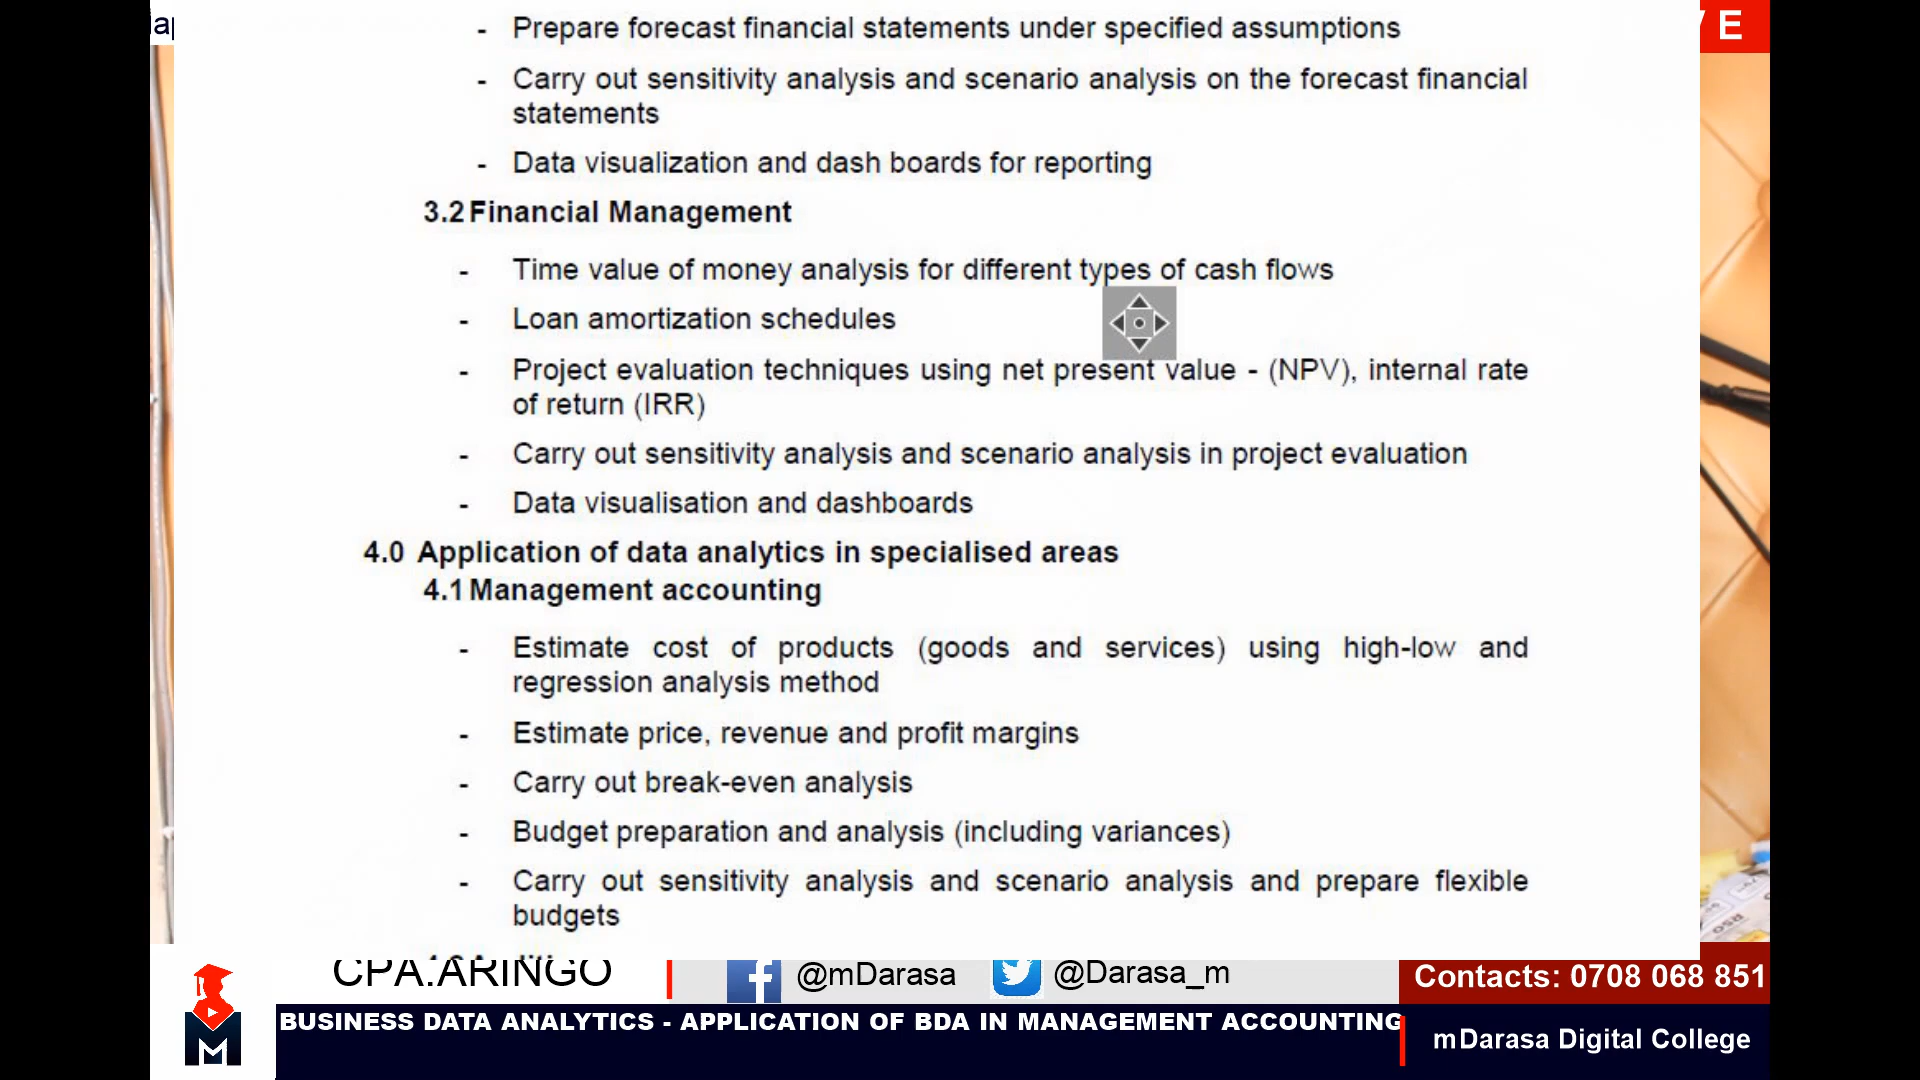 - Prepare forecast financial statements under specified assumptions
- Carry out sensitivity analysis and scenario analysis on the forecast financial
statements
- Data visualization and dash boards for reporting
3.2 Financial Management
- Time value of money analysis for different types of cash flows
- Loan amortization schedules
- Project evaluation techniques using net present value - (NPV), internal rate
of return (IRR)
- Carry out sensitivity analysis and scenario analysis in project evaluation
- Data visualisation and dashboards
4.0 Application of data analytics in specialised areas
4.1 Management accounting
- Estimate cost of products (goods and services) using high-low and
regression analysis method
- Estimate price, revenue and profit margins
- Carry out break-even analysis
- Budget preparation and analysis (including variances)
- Carry out sensitivity analysis and scenario analysis and prepare flexible
budgets
CPA.ARINGO @mDarasa @Darasa_m Contacts: 0708 068 851
BUSINESS DATA ANALYTICS - APPLICATION OF BDA IN MANAGEMENT ACCOUNTING
mDarasa Digital College